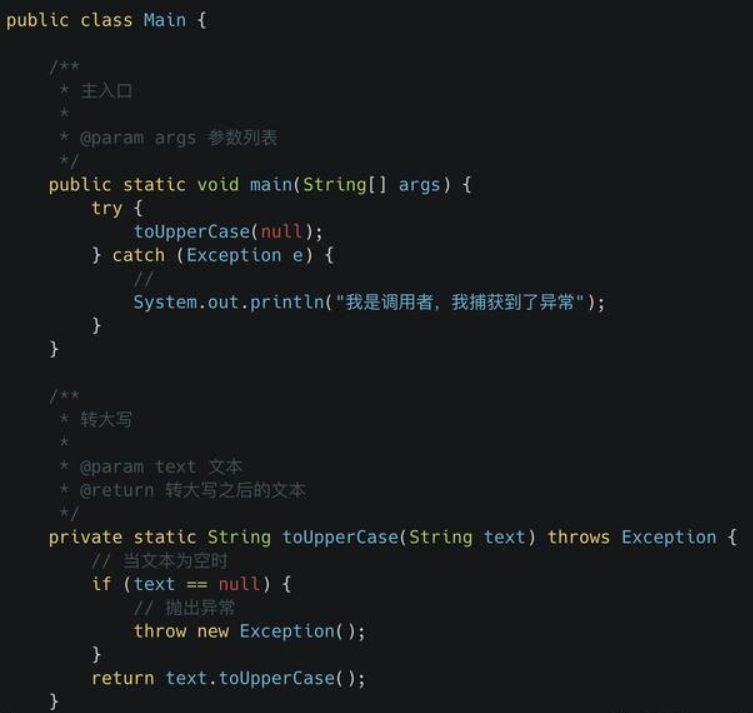 public class Main {
    /**
     * 主入口
     *
     * @param args 参数列表
     */
    public static void main(String[] args) {
        try {
            toUpperCase(null);
        } catch (Exception e) {
            //
            System.out.println("我是调用者，我捕获到了异常");
        }
    }
    /**
     * 转大写
     *
     * @param text 文本
     * @return 转大写之后的文本
     */
    private static String toUpperCase(String text) throws Exception {
        // 当文本为空时
        if (text == null) {
            // 抛出异常
            throw new Exception();
        }
        return text.toUpperCase();
    }